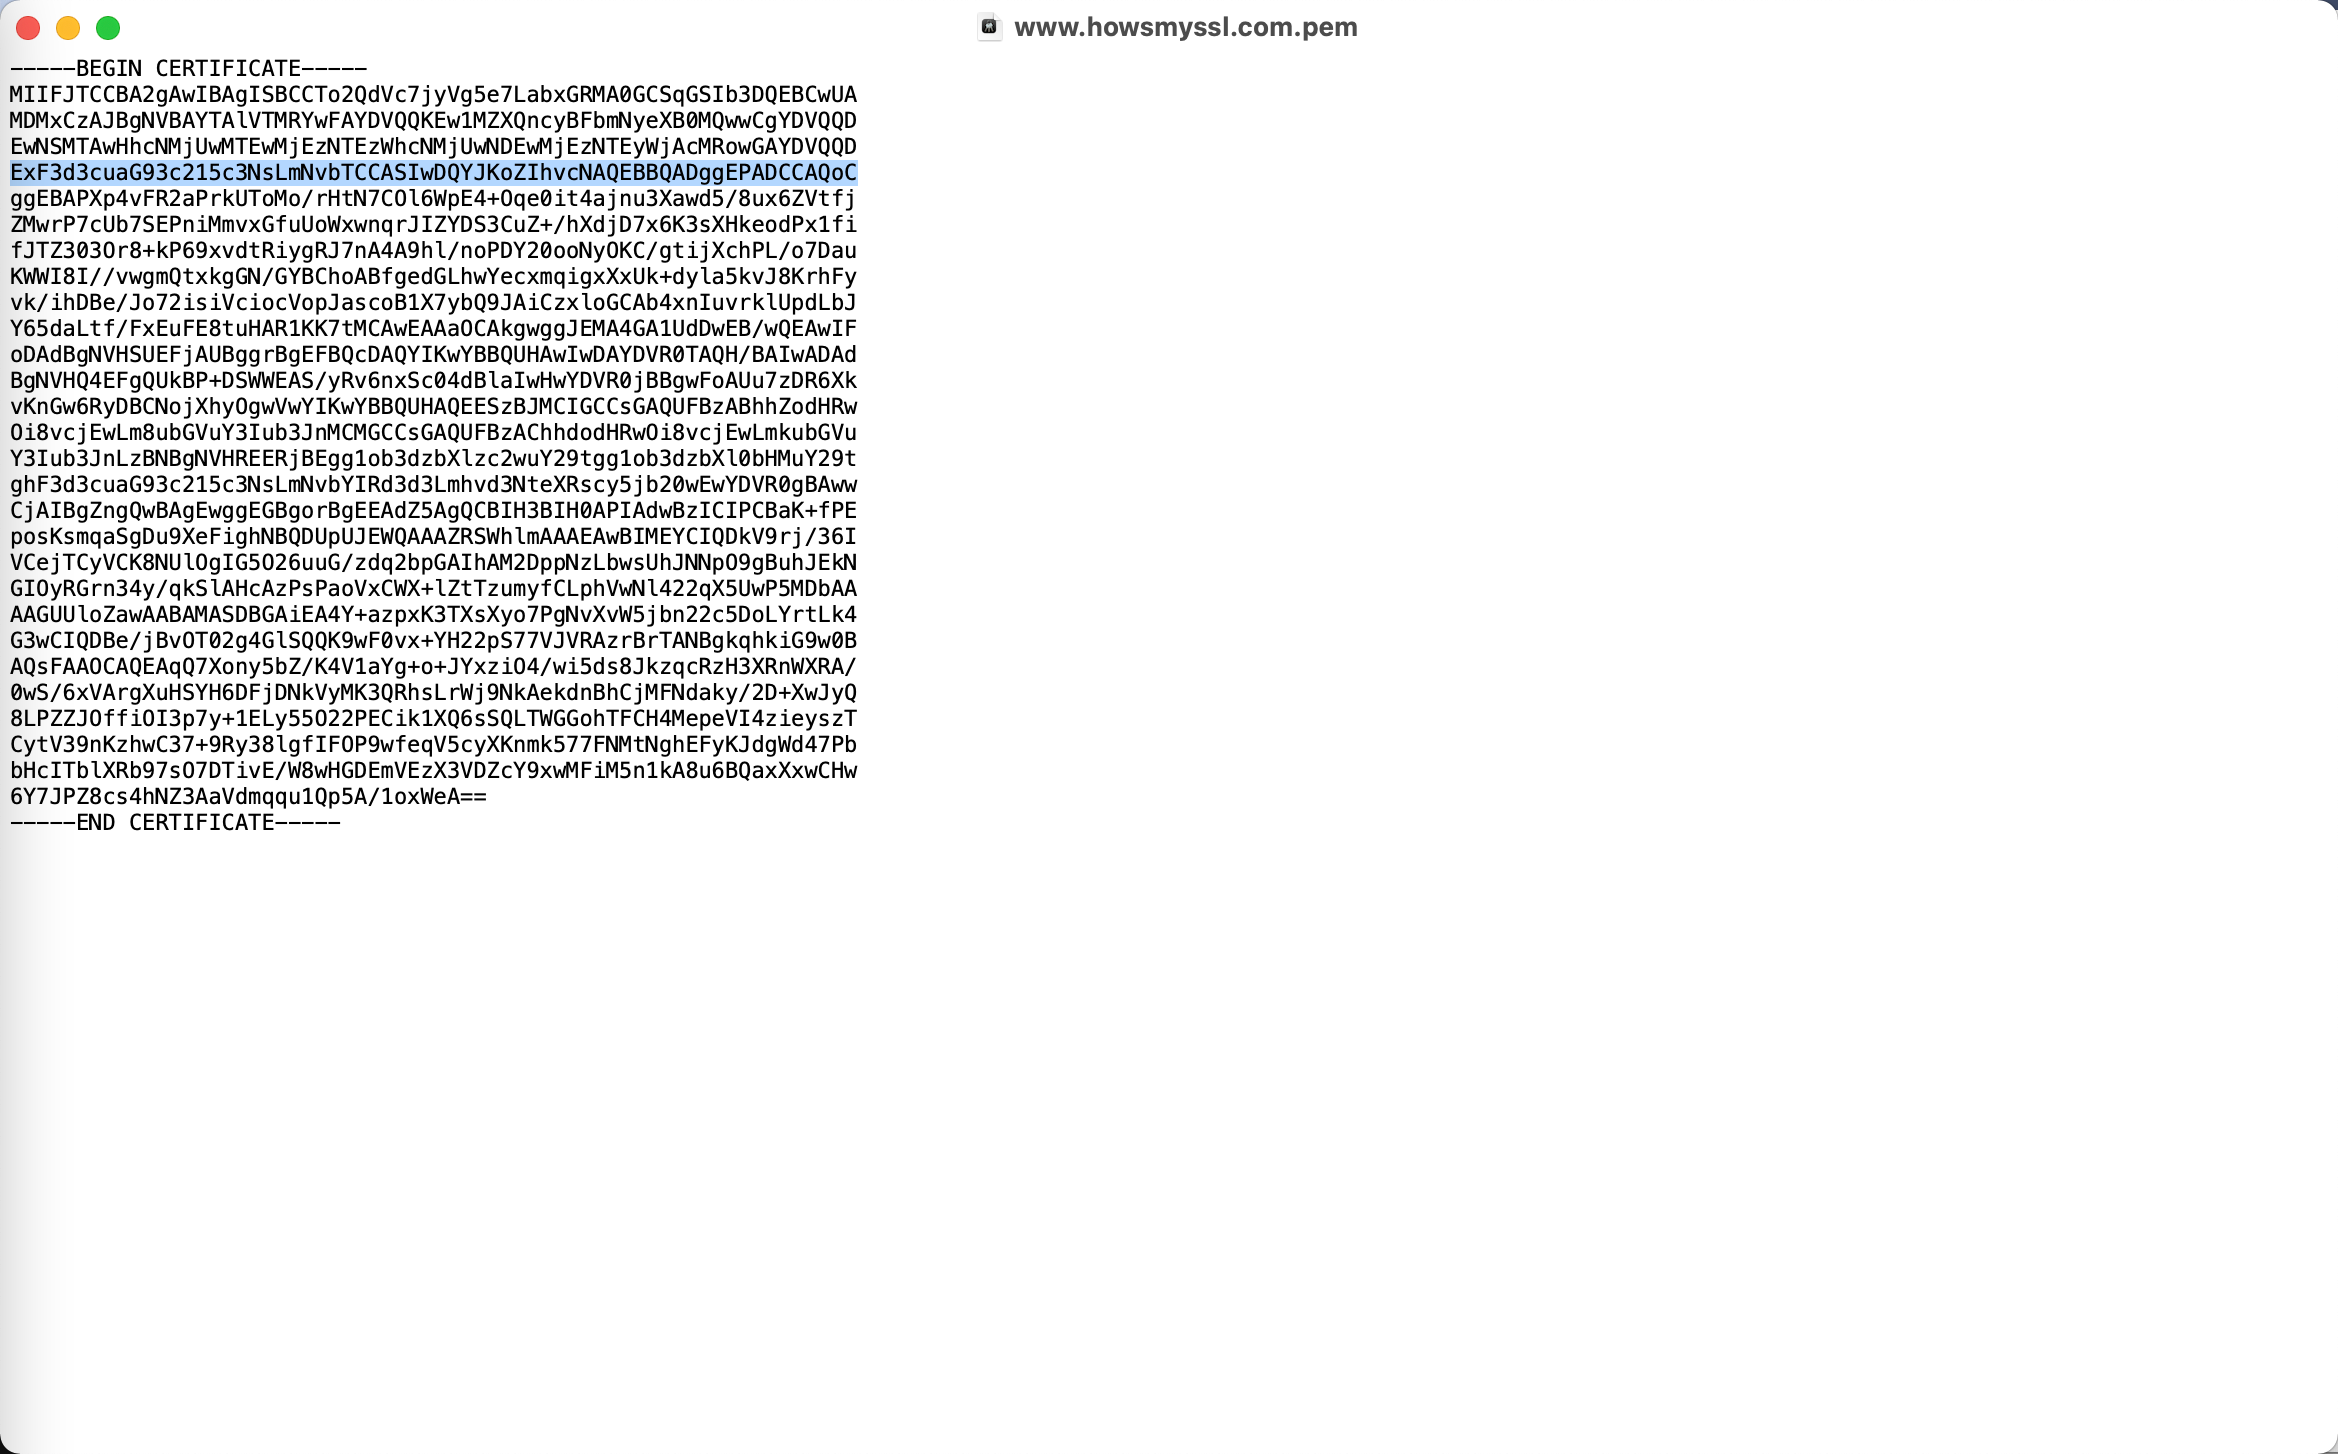 www.howsmyssl.com.pem
-----BEGIN CERTIFICATE-----
MIIFJTCCBA2gAwIBAgISBCCTo2QdVc7jyVg5e7LabxGRMA0GCSqGSIb3DQEBCwUA
MDMxCzAJBgNVBAYTAlVTMRYwFAYDVQQKEw1MZXQncyBFbmNyeXB0MQwwCgYDVQQD
EwNSMTAwHhcNMjUwMTEwMjEzNTEzWhcNMjUwNDEwMjEzNTEyWjAcMRowGAYDVQQD
ExF3d3cuaG93c215c3NsLmNvbTCCASIwDQYJKoZIhvcNAQEBBQADggEPADCCAQoC
ggEBAPXp4vFR2aPrkUToMo/rHtN7COl6WpE4+Oqe0it4ajnu3Xawd5/8ux6ZVtfj
ZMwrP7cUb7SEPniMmvxGfuUoWxwnqrJIZYDS3CuZ+/hXdjD7x6K3sXHkeodPx1fi
fJTZ303Or8+kP69xvdtRiygRJ7nA4A9hl/noPDY20ooNyOKC/gtijXchPL/o7Dau
KWWI8I//vwgmQtxkgGN/GYBChoABfgedGLhwYecxmqigxXxUk+dyla5kvJ8KrhFy
vk/ihDBe/Jo72isiVciocVopJascoB1X7ybQ9JAiCzxloGCAb4xnIuvrklUpdLbJ
Y65daLtf/FxEuFE8tuHAR1KK7tMCAwEAAaOCAkgwggJEMA4GA1UdDwEB/wQEAwIF
oDAdBgNVHSUEFjAUBggrBgEFBQcDAQYIKwYBBQUHAwIwDAYDVR0TAQH/BAIwADAd
BgNVHQ4EFgQUkBP+DSWWEAS/yRv6nxSc04dBlaIwHwYDVR0jBBgwFoAUu7zDR6Xk
vKnGw6RyDBCNojXhyOgwVwYIKwYBBQUHAQEESzBJMCIGCCsGAQUFBzABhhZodHRw
Oi8vcjEwLm8ubGVuY3Iub3JnMCMGCCsGAQUFBzAChhdodHRwOi8vcjEwLmkubGVu
Y3Iub3JnLzBNBgNVHREERjBEgg1ob3dzbXlzc2wuY29tgg1ob3dzbXl0bHMuY29t
ghF3d3cuaG93c215c3NsLmNvbYIRd3d3Lmhvd3NteXRscy5jb20wEwYDVR0gBAww
CjAIBgZngQwBAgEwggEGBgorBgEEAdZ5AgQCBIH3BIH0APIAdwBzICIPCBaK+fPE
posKsmqaSgDu9XeFighNBQDUpUJEWQAAAZRSWhlmAAAEAwBIMEYCIQDkV9rj/36I
VCejTCyVCK8NUlOgIG5O26uuG/zdq2bpGAIhAM2DppNzLbwsUhJNNpO9gBuhJEkN
GIOyRGrn34y/qkSlAHcAzPsPaoVxCWX+lZtTzumyfCLphVwNl422qX5UwP5MDbAA
AAGUUloZawAABAMASDBGAiEA4Y+azpxK3TXsXyo7PgNvXvW5jbn22c5DoLYrtLk4
G3wCIQDBe/jBvOT02g4GlSQQK9wF0vx+YH22pS77VJVRAzrBrTANBgkqhkiG9w0B
AQsFAAOCAQEAqQ7Xony5bZ/K4V1aYg+o+JYxziO4/wi5ds8JkzqcRzH3XRnWXRA/
0wS/6xVArgXuHSYH6DFjDNkVyMK3QRhsLrWj9NkAekdnBhCjMFNdaky/2D+XwJyQ
8LPZZJOffiOI3p7y+1ELy55O22PECik1XQ6sSQLTWGGohTFCH4MepeVI4zieyszT
CytV39nKzhwC37+9Ry38lgfIFOP9wfeqV5cyXKnmk577FNMtNghEFyKJdgWd47Pb
bHcITblXRb97sO7DTivE/W8wHGDEmVEzX3VDZcY9xwMFiM5n1kA8u6BQaxXxwCHw
6Y7JPZ8cs4hNZ3AaVdmqqu1Qp5A/1oxWeA==
-----END CERTIFICATE-----